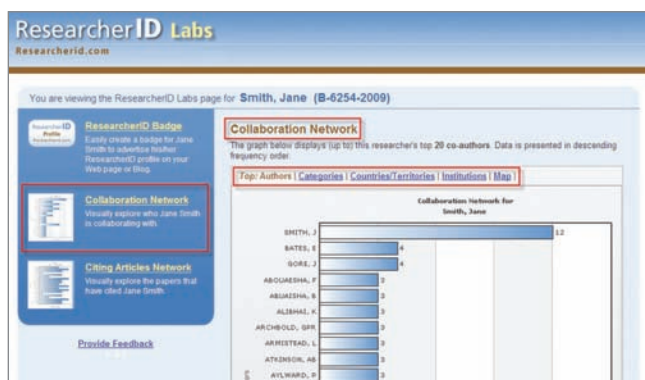 ResearcherID Labs
Researcherid.com
You are viewing the ResearcherID Labs page for Smith, Jane (B-6254-2009)
ResearcherID
Profile
Researcherid.com
ResearcherID Badge
Easily create a badge for Jane
Smith to advertise his/her
ResearcherID profile on your
Web page or Blog.
Collaboration Network
Visually explore who Jane Smith
is collaborating with.
Citing Articles Network
Visually explore the papers that
have cited Jane Smith.
Provide Feedback
Collaboration Network
The graph below displays (up to) this researcher's top 20 co-authors. Data is presented in descending
frequency order.
Top: Authors | Categories | Countries/Territories | Institutions | Map |
Collaboration Network for
Smith, Jane
SMITH, J 12
BATES, E 4
GORE, J 4
ABOUAESHA, F 3
ABUAISHA, B 3
ALIBHAI, K 3
ARCHBOLD, GPR 3
ARMISTEAD, L 3
ATKINSON, AB 3
AYLWARD, P 3